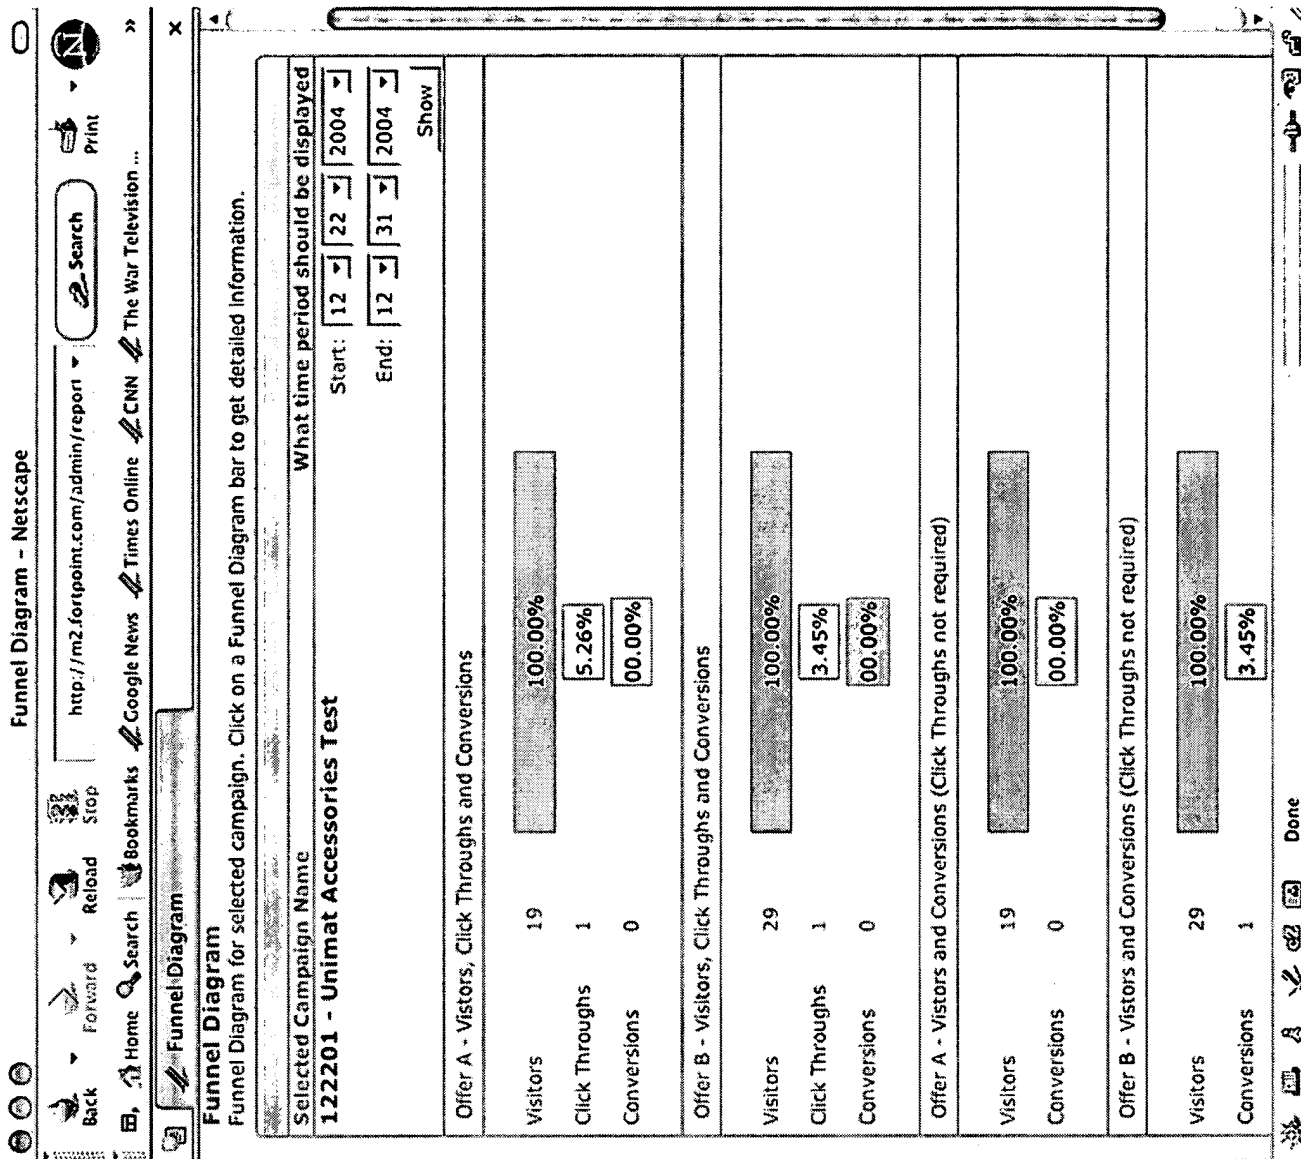 Funnel Diagram - Netscape
Back Forward Reload Stop http://m2.fortpoint.com/admin/report Search Print N
Home Search Bookmarks Google News Times Online CNN The War Television ... »
Funnel Diagram ×
Funnel Diagram
Funnel Diagram for selected campaign. Click on a Funnel Diagram bar to get detailed information.
Selected Campaign Name What time period should be displayed
122201 - Unimat Accessories Test Start: 12 22 2004
End: 12 31 2004
Show
Offer A - Vistors, Click Throughs and Conversions
Visitors 19 100.00%
Click Throughs 1 5.26%
Conversions 0 00.00%
Offer B - Visitors, Click Throughs and Conversions
Visitors 29 100.00%
Click Throughs 1 3.45%
Conversions 0 00.00%
Offer A - Vistors and Conversions (Click Throughs not required)
Visitors 19 100.00%
Conversions 0 00.00%
Offer B - Vistors and Conversions (Click Throughs not required)
Visitors 29 100.00%
Conversions 1 3.45%
Done